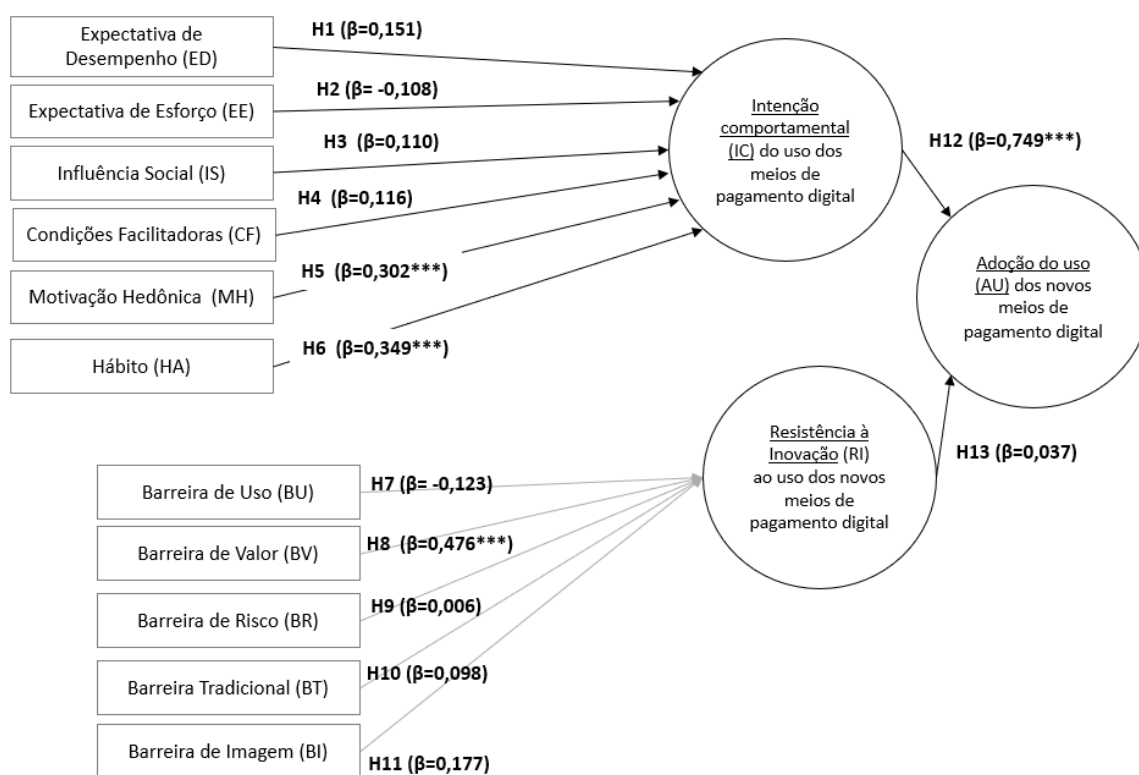 Expectativa de
Desempenho (ED)
H1 (β=0,151)
Expectativa de Esforço (EE)
H2 (β= -0,108)
Influência Social (IS)
H3 (β=0,110)
Condições Facilitadoras (CF)
H4 (β=0,116)
Motivação Hedônica (MH)
H5 (β=0,302***)
Hábito (HA)
H6 (β=0,349***)
Intenção
comportamental
(IC) do uso dos
meios de
pagamento digital
H12 (β=0,749***)
Adoção do uso
(AU) dos novos
meios de
pagamento digital
Barreira de Uso (BU)
H7 (β= -0,123)
Barreira de Valor (BV)
H8 (β=0,476***)
Barreira de Risco (BR)
H9 (β=0,006)
Barreira Tradicional (BT)
H10 (β=0,098)
Barreira de Imagem (BI)
H11 (β=0,177)
Resistência à
Inovação (RI)
ao uso dos novos
meios de
pagamento digital
H13 (β=0,037)